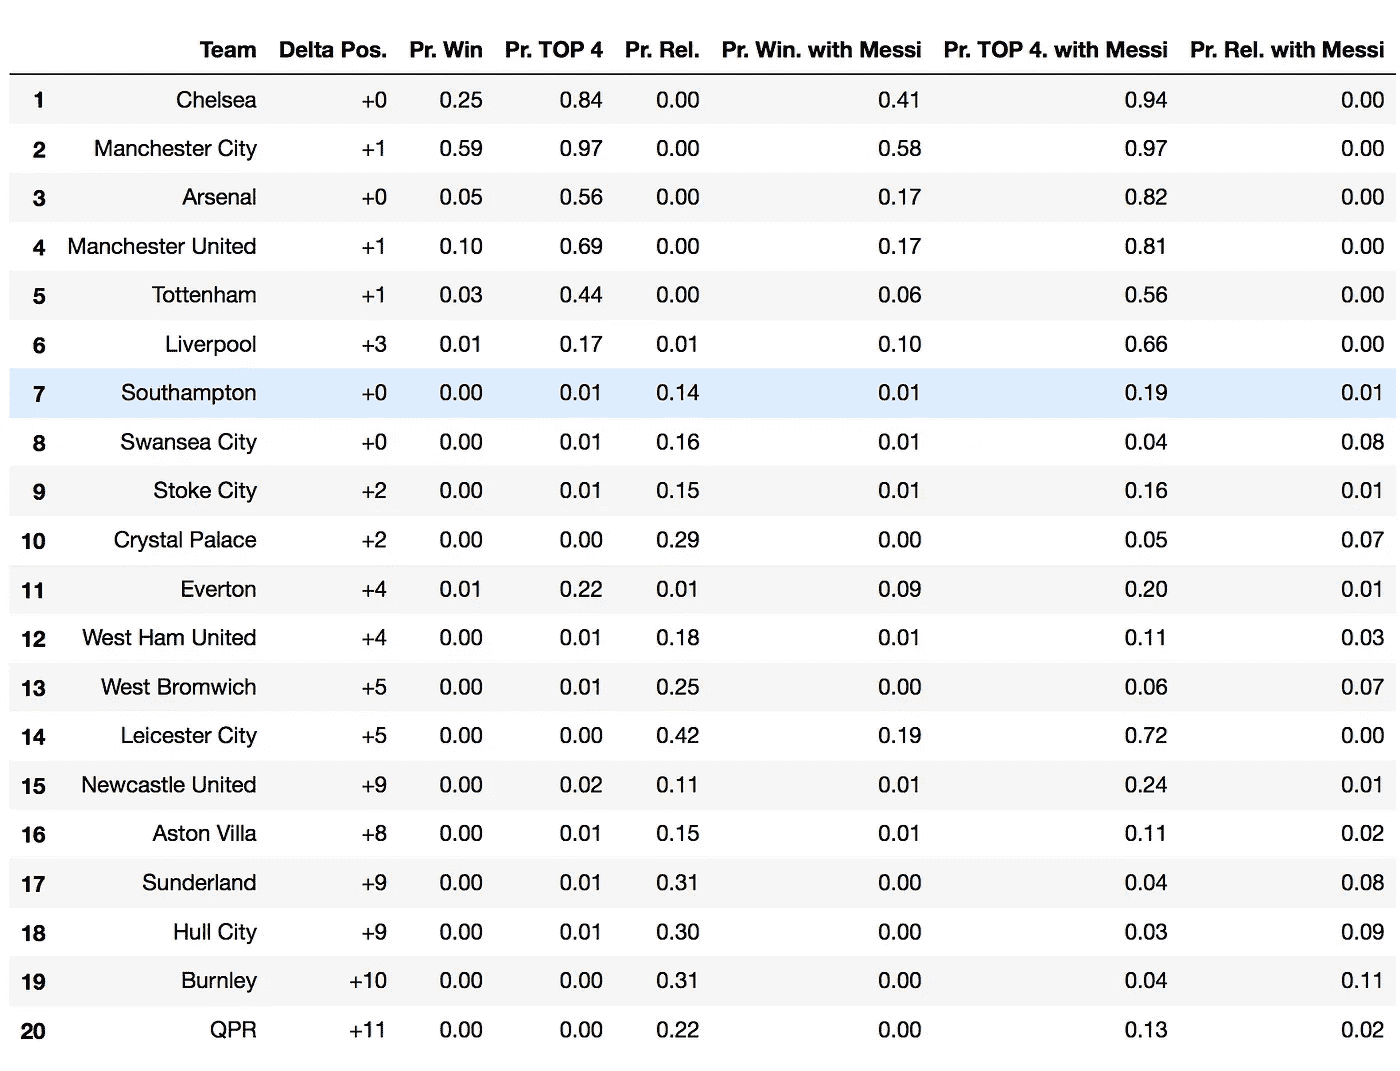 Team Delta Pos. Pr. Win Pr. TOP 4 Pr. Rel. Pr. Win. with Messi Pr. TOP 4. with Messi Pr. Rel. with Messi
1 Chelsea +0 0.25 0.84 0.00 0.41 0.94 0.00
2 Manchester City +1 0.59 0.97 0.00 0.58 0.97 0.00
3 Arsenal +0 0.05 0.56 0.00 0.17 0.82 0.00
4 Manchester United +1 0.10 0.69 0.00 0.17 0.81 0.00
5 Tottenham +1 0.03 0.44 0.00 0.06 0.56 0.00
6 Liverpool +3 0.01 0.17 0.01 0.10 0.66 0.00
7 Southampton +0 0.00 0.01 0.14 0.01 0.19 0.01
8 Swansea City +0 0.00 0.01 0.16 0.01 0.04 0.08
9 Stoke City +2 0.00 0.01 0.15 0.01 0.16 0.01
10 Crystal Palace +2 0.00 0.00 0.29 0.00 0.05 0.07
11 Everton +4 0.01 0.22 0.01 0.09 0.20 0.01
12 West Ham United +4 0.00 0.01 0.18 0.01 0.11 0.03
13 West Bromwich +5 0.00 0.01 0.25 0.00 0.06 0.07
14 Leicester City +5 0.00 0.00 0.42 0.19 0.72 0.00
15 Newcastle United +9 0.00 0.02 0.11 0.01 0.24 0.01
16 Aston Villa +8 0.00 0.01 0.15 0.01 0.11 0.02
17 Sunderland +9 0.00 0.01 0.31 0.00 0.04 0.08
18 Hull City +9 0.00 0.01 0.30 0.00 0.03 0.09
19 Burnley +10 0.00 0.00 0.31 0.00 0.04 0.11
20 QPR +11 0.00 0.00 0.22 0.00 0.13 0.02